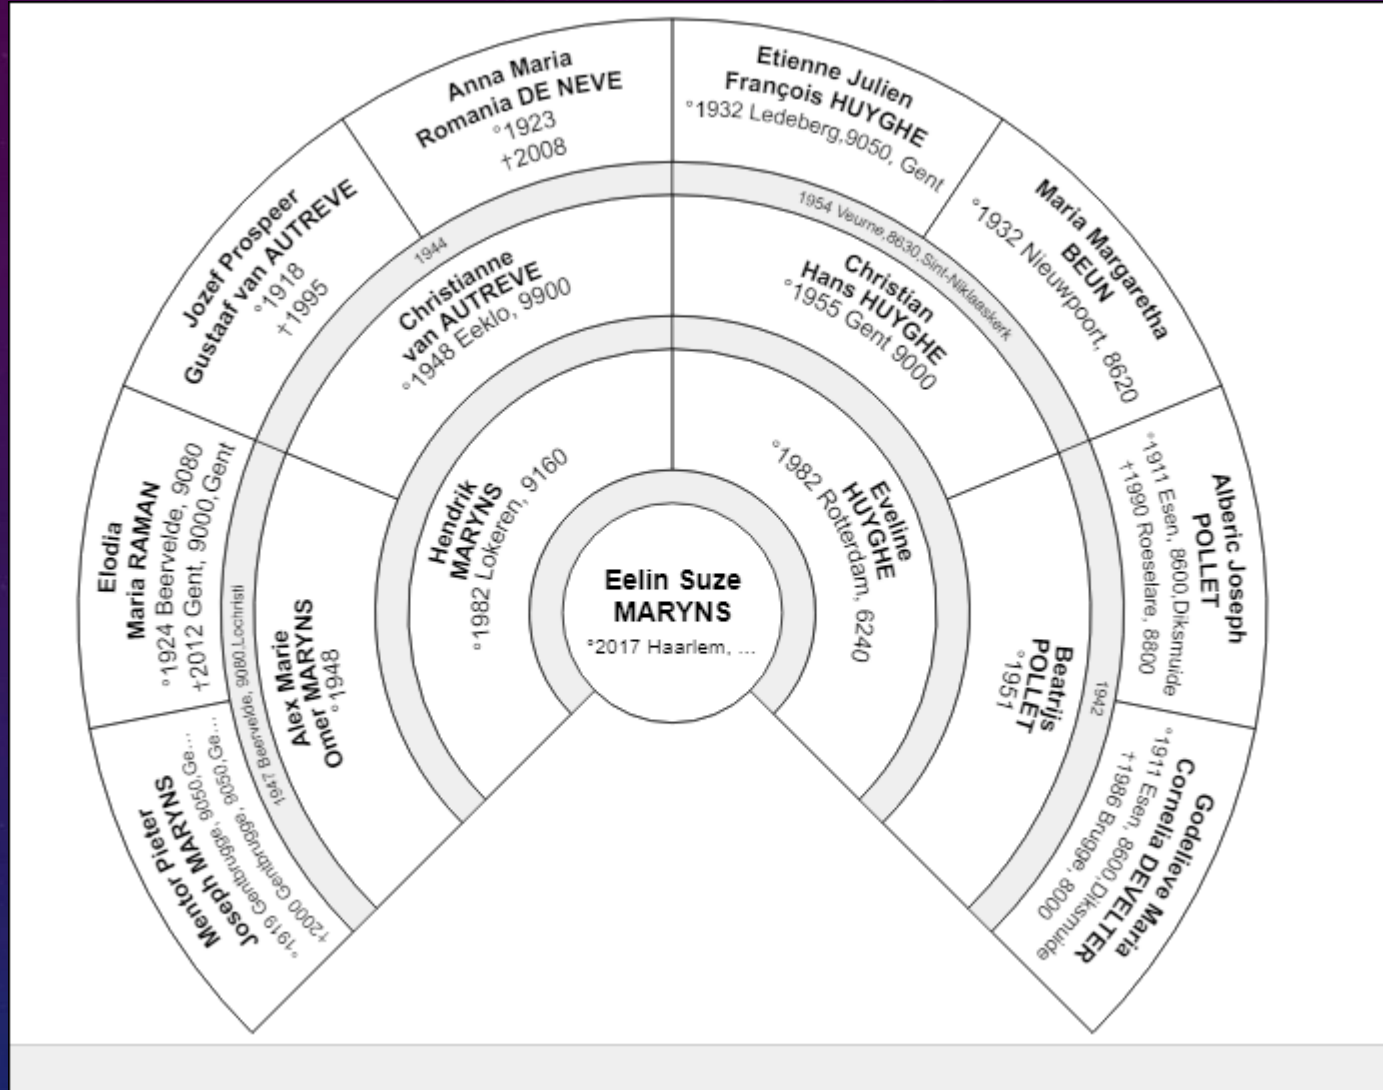 Eelin Suze
MARYNS
°2017 Haarlem, ...
Hendrik
MARYNS
°1982 Lokeren, 9160
Eveline
HUYGHE
°1982 Rotterdam, 6240
Alex Marie
Omer MARYNS
°1948
Christianne
van AUTREVE
°1948 Eeklo, 9900
Christian
Hans HUYGHE
°1955 Gent 9000
Beatrijs
POLLET
°1951
1947 Beervelde, 9080,Lochristi
1944
1954 Veurne,8630,Sint-Niklaaskerk
1942
Mentor Pieter
Joseph MARYNS
°1919 Gentbrugge, 9050,Ge...
†2000 Gentbrugge, 9050,Ge...
Elodia
Maria RAMAN
°1924 Beervelde, 9080
†2012 Gent, 9000,Gent
Jozef Prospeer
Gustaaf van AUTREVE
°1918
†1995
Anna Maria
Romania DE NEVE
°1923
†2008
Etienne Julien
François HUYGHE
°1932 Ledeberg,9050, Gent
Maria Margaretha
BEUN
°1932 Nieuwpoort, 8620
Alberic Joseph
POLLET
°1911 Esen, 8600,Diksmuide
†1990 Roeselare, 8800
Godelieve Maria
Cornelia DEVELTER
°1911 Esen, 8600,Diksmuide
†1986 Brugge, 8000